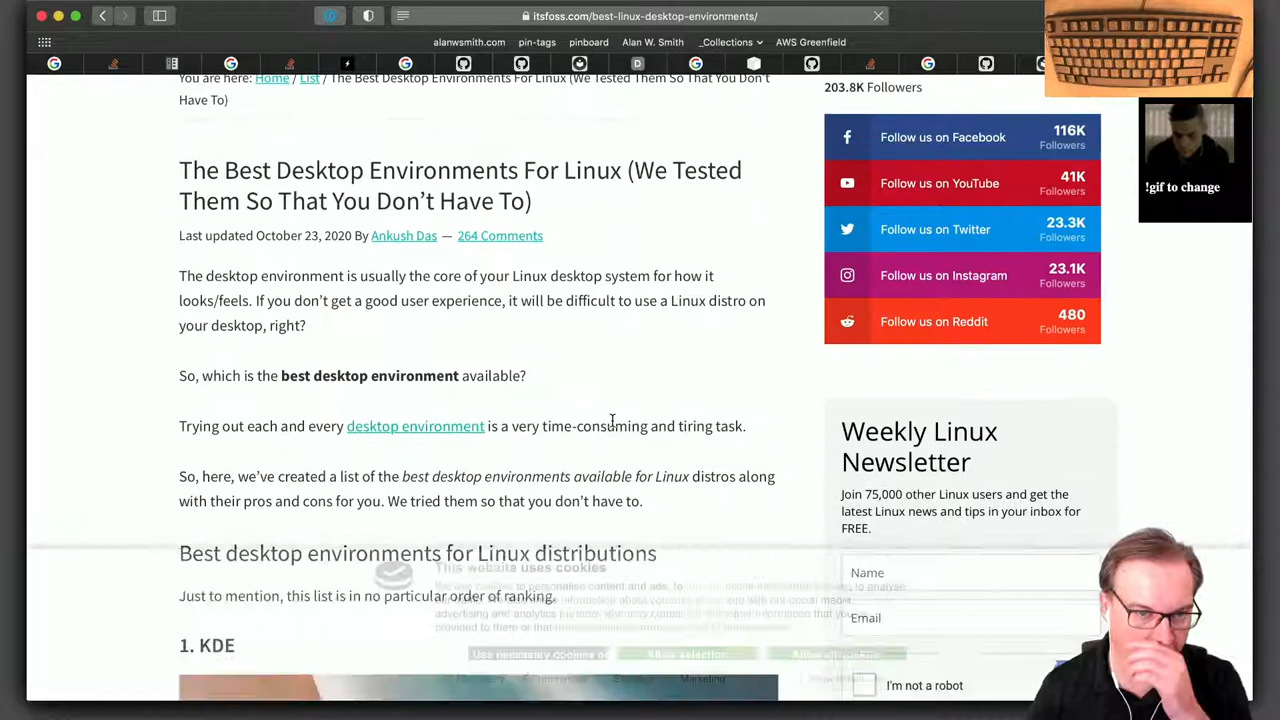 itsfoss.com/best-linux-desktop-environments/
alanwsmith.com pin-tags pinboard Alan W. Smith _Collections AWS Greenfield
You are here: Home / List / The Best Desktop Environments For Linux (We Tested Them So That You Don't
Have To)
The Best Desktop Environments For Linux (We Tested
Them So That You Don't Have To)
Last updated October 23, 2020 By Ankush Das — 264 Comments
The desktop environment is usually the core of your Linux desktop system for how it
looks/feels. If you don't get a good user experience, it will be difficult to use a Linux distro on
your desktop, right?
So, which is the best desktop environment available?
Trying out each and every desktop environment is a very time-consuming and tiring task.
So, here, we've created a list of the best desktop environments available for Linux distros along
with their pros and cons for you. We tried them so that you don't have to.
Best desktop environments for Linux distributions
This website uses cookies
Just to mention, this list is in no particular order of ranking.
1. KDE
203.8K Followers
Follow us on Facebook 116K
Followers
Follow us on YouTube 41K
Followers
Follow us on Twitter 23.3K
Followers
Follow us on Instagram 23.1K
Followers
Follow us on Reddit 480
Followers
Weekly Linux
Newsletter
Join 75,000 other Linux users and get the
latest Linux news and tips in your inbox for
FREE.
Name
Email
I'm not a robot
!gif to change